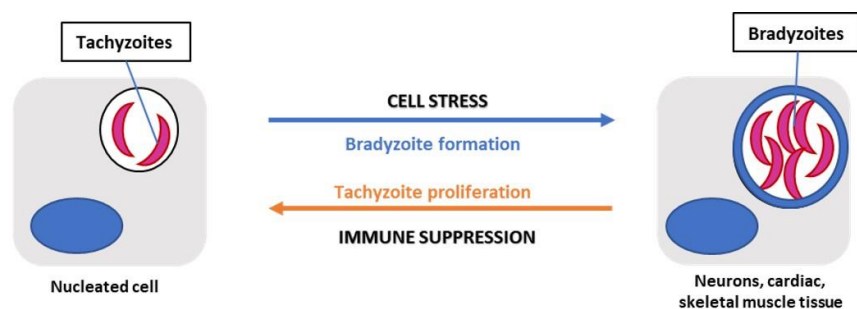 Tachyzoites
Bradyzoites
CELL STRESS
Bradyzoite formation
Tachyzoite proliferation
IMMUNE SUPPRESSION
Nucleated cell
Neurons, cardiac,
skeletal muscle tissue